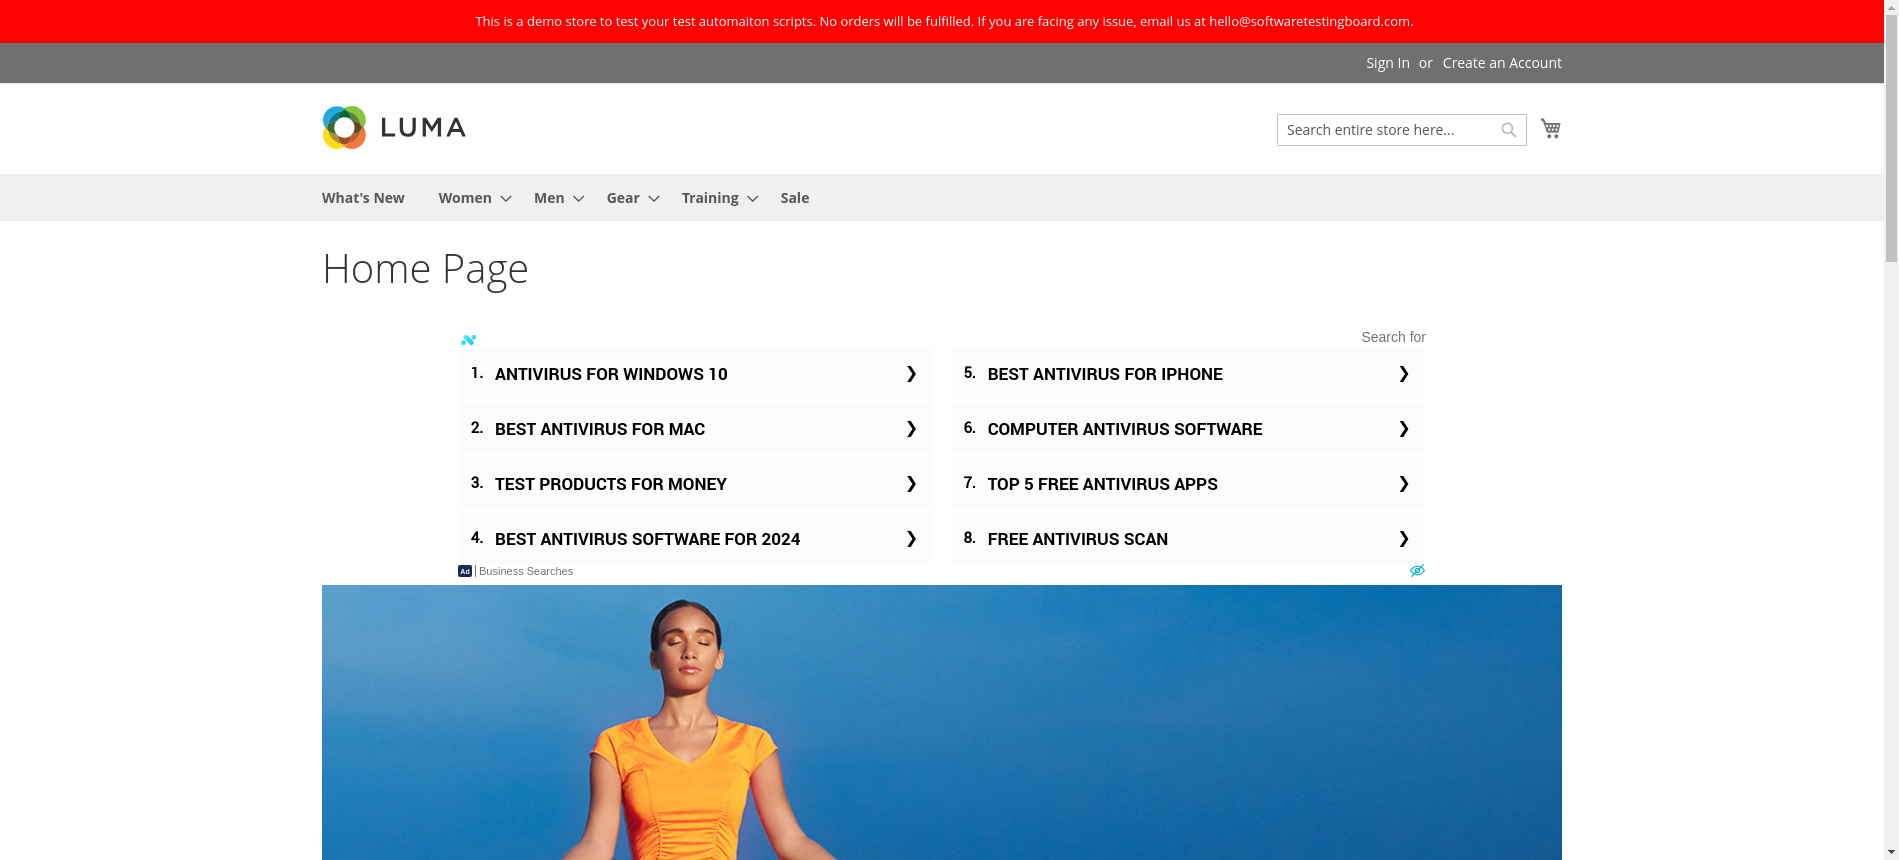 This is a demo store to test your test automaiton scripts. No orders will be fulfilled. If you are facing any issue, email us at hello@softwaretestingboard.com.
Sign In or Create an Account
LUMA
Search entire store here...
What's New Women Men Gear Training Sale
Home Page
Search for
1. ANTIVIRUS FOR WINDOWS 10
2. BEST ANTIVIRUS FOR MAC
3. TEST PRODUCTS FOR MONEY
4. BEST ANTIVIRUS SOFTWARE FOR 2024
5. BEST ANTIVIRUS FOR IPHONE
6. COMPUTER ANTIVIRUS SOFTWARE
7. TOP 5 FREE ANTIVIRUS APPS
8. FREE ANTIVIRUS SCAN
Ad | Business Searches